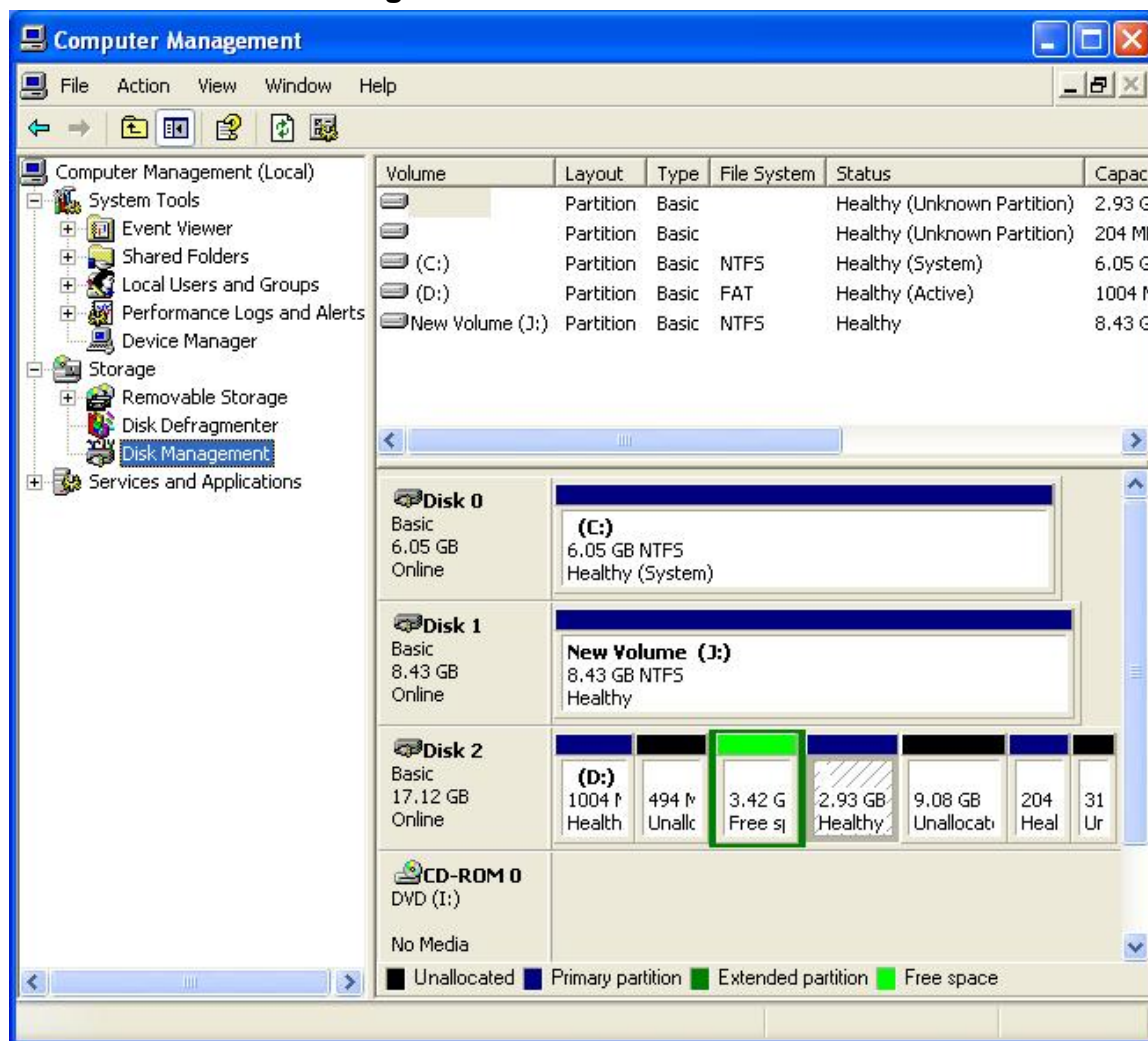 Computer Management
File Action View Window Help
Computer Management (Local)
System Tools
Event Viewer
Shared Folders
Local Users and Groups
Performance Logs and Alerts
Device Manager
Storage
Removable Storage
Disk Defragmenter
Disk Management
Services and Applications
Volume Layout Type File System Status Capac
Partition Basic Healthy (Unknown Partition) 2.93 G
Partition Basic Healthy (Unknown Partition) 204 M
(C:) Partition Basic NTFS Healthy (System) 6.05 G
(D:) Partition Basic FAT Healthy (Active) 1004 M
New Volume (J:) Partition Basic NTFS Healthy 8.43 G
Disk 0
Basic
6.05 GB
Online
(C:)
6.05 GB NTFS
Healthy (System)
Disk 1
Basic
8.43 GB
Online
New Volume (J:)
8.43 GB NTFS
Healthy
Disk 2
Basic
17.12 GB
Online
(D:)
1004 M 494 M 3.42 G 2.93 GB 9.08 GB 204 31
Health Unallc Free s Healthy Unallocat Heal Ur
CD-ROM 0
DVD (I:)
No Media
Unallocated Primary partition Extended partition Free space